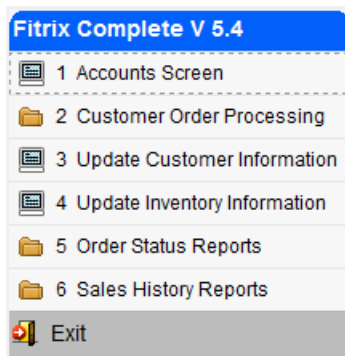 Fitrix Complete V 5.4
1 Accounts Screen
2 Customer Order Processing
3 Update Customer Information
4 Update Inventory Information
5 Order Status Reports
6 Sales History Reports
Exit